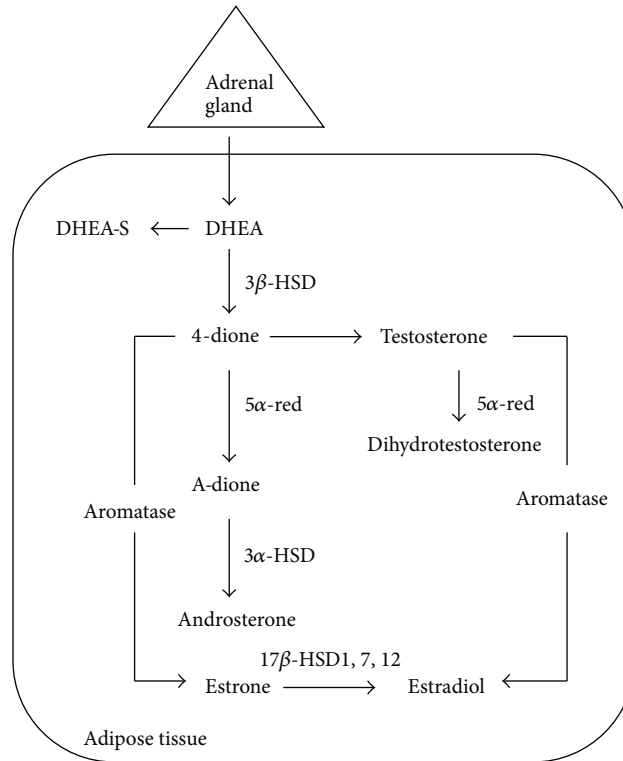 Adrenal
gland
DHEA-S
DHEA
3β-HSD
4-dione
Testosterone
5α-red
5α-red
Dihydrotestosterone
A-dione
Aromatase
Aromatase
3α-HSD
Androsterone
17β-HSD1, 7, 12
Estrone
Estradiol
Adipose tissue